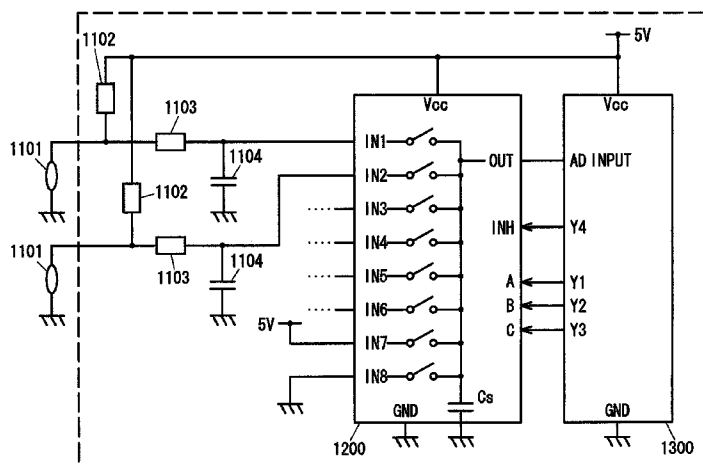 1102
5V
1103
Vcc
Vcc
1101
IN1
OUT
AD INPUT
1104
1102
IN2
IN3
INH
Y4
IN4
1101
1103
1104
IN5
A
Y1
IN6
B
Y2
5V
IN7
C
Y3
IN8
Cs
GND
GND
1200
1300